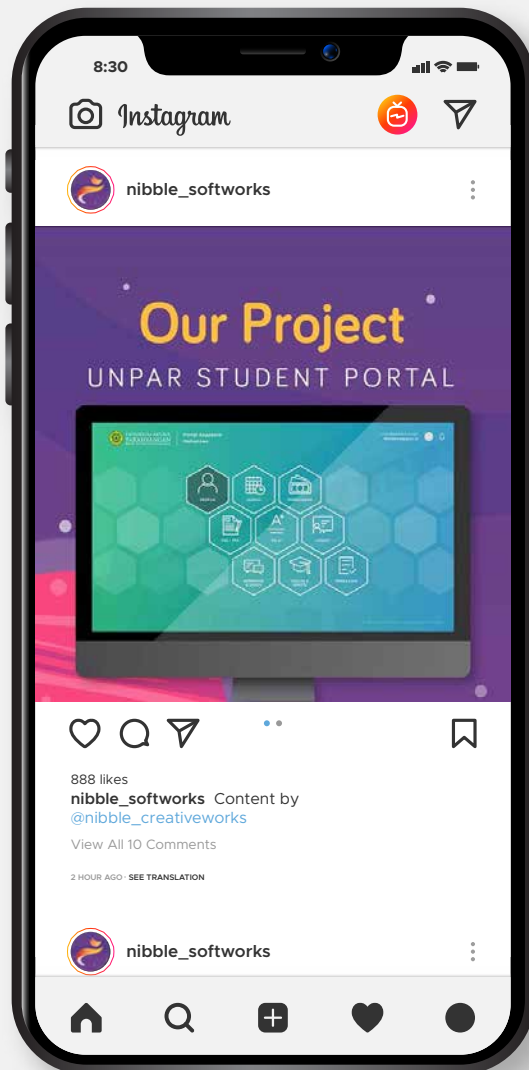 8:30
Instagram
nibble_softworks
Our Project
UNPAR STUDENT PORTAL
PARAHYANGAN
888 likes
nibble_softworks Content by
@nibble_creativeworks
View All 10 Comments
2 HOUR AGO · SEE TRANSLATION
nibble_softworks